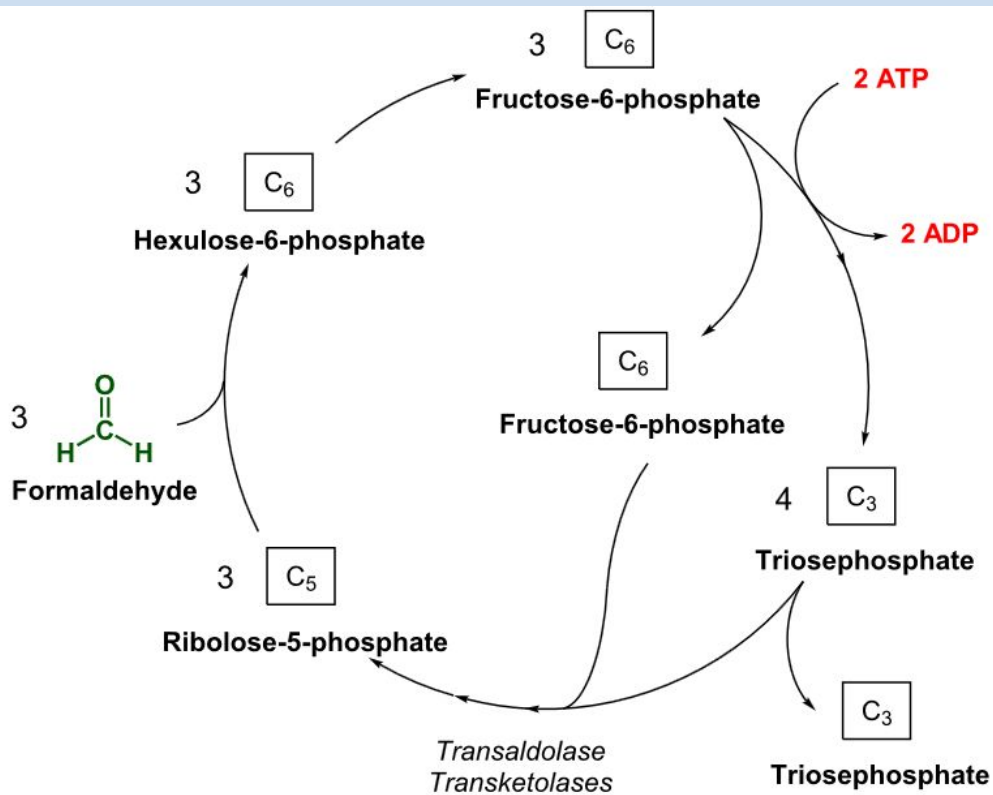 3 C₆
Fructose-6-phosphate
2 ATP
2 ADP
3 C₆
Hexulose-6-phosphate
C₆
Fructose-6-phosphate
3
O
C
H H
Formaldehyde
4 C₃
Triosephosphate
3 C₅
Ribolose-5-phosphate
C₃
Triosephosphate
Transaldolase
Transketolases